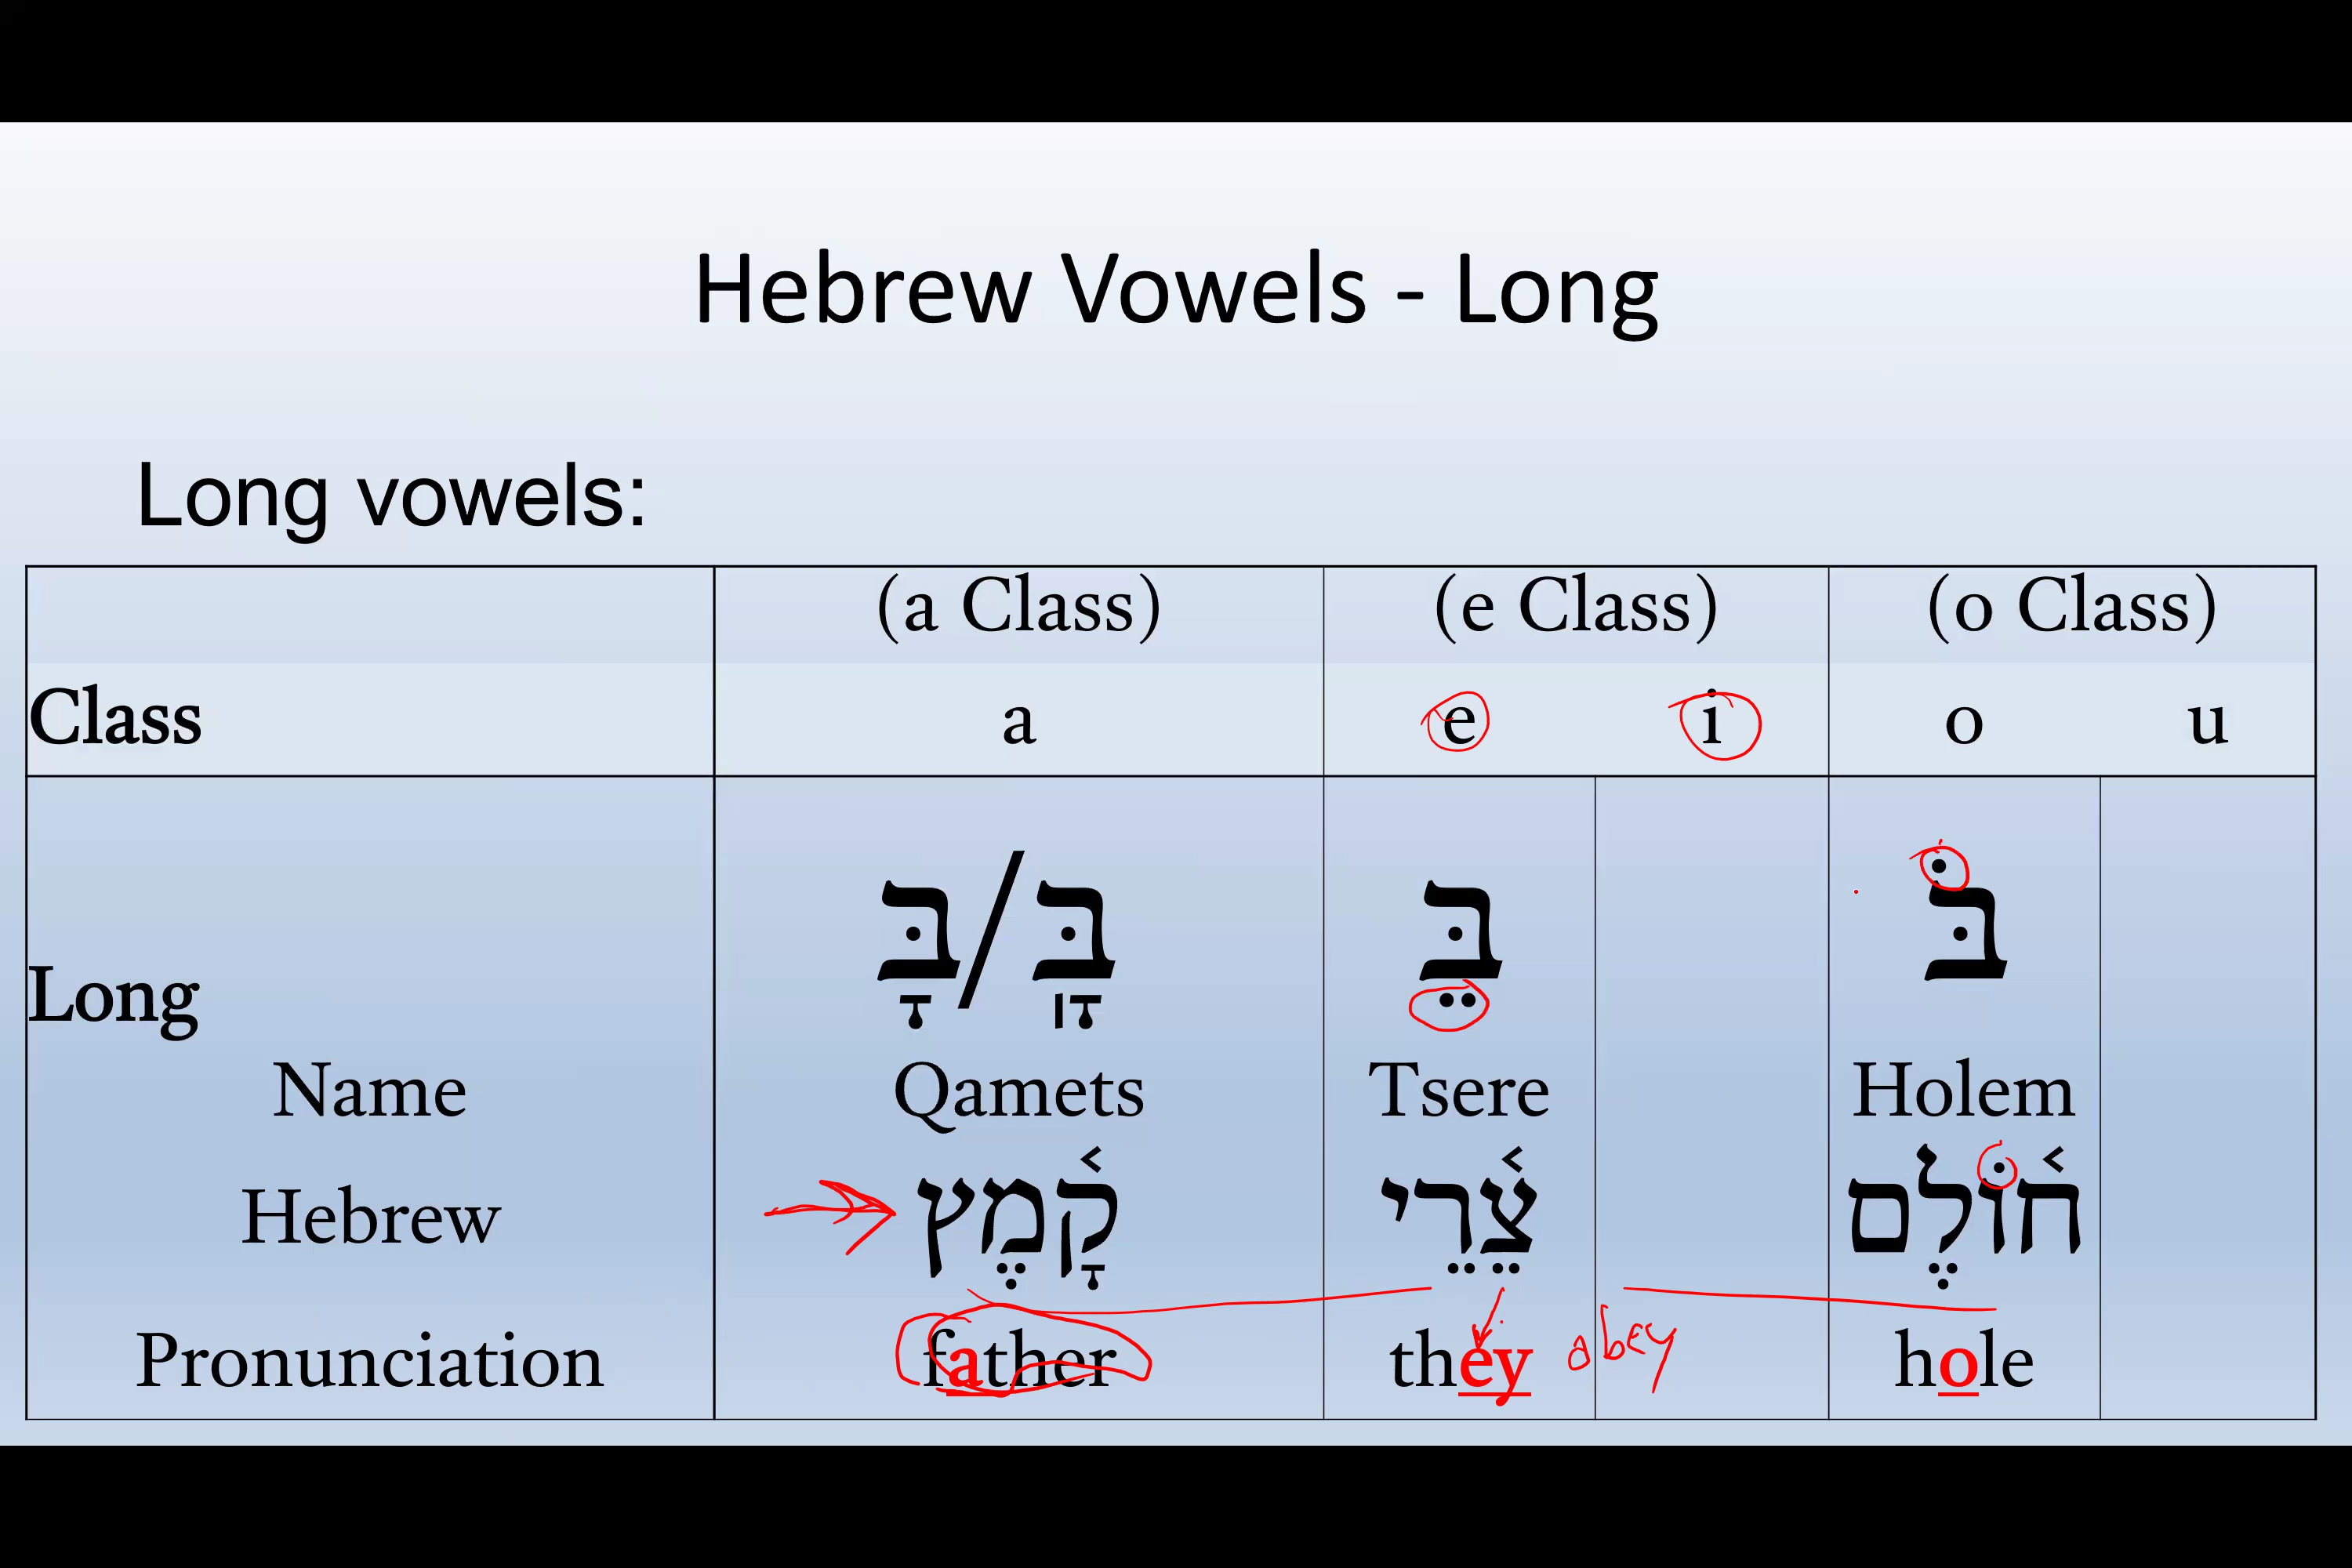 Hebrew Vowels - Long
Long vowels:
(a Class) (e Class) (o Class)
Class a e i o u
Long בָּ/בָּֽ בֵּ בֹּ
Name Qamets Tsere Holem
Hebrew קָ֫מֶץ צֵ֫רֵי ח֫וֹלֶם
Pronunciation father they obey hole